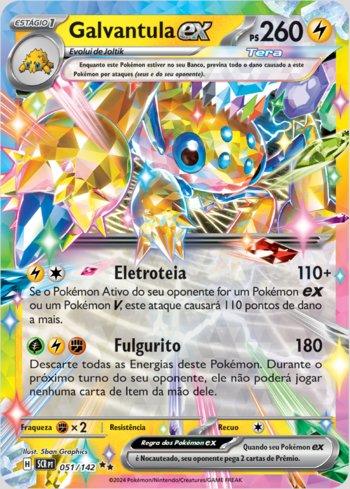 ESTÁGIO 1
Galvantula ex PS 260
Evolui de Joltik
Tera
Enquanto este Pokémon estiver no seu Banco, previna todo o dano causado a este
Pokémon por ataques (seus e do seu oponente).
Eletroteia 110+
Se o Pokémon Ativo do seu oponente for um Pokémon ex
ou um Pokémon V, este ataque causará 110 pontos de dano
a mais.
Fulgurito 180
Descarte todas as Energias deste Pokémon. Durante o
próximo turno do seu oponente, ele não poderá jogar
nenhuma carta de Item da mão dele.
Fraqueza ×2 Resistência Recuo
Illust. 5ban Graphics
H SCR PT 051/142
Regra dos Pokémon ex Quando seu Pokémon ex
é Nocauteado, seu oponente pega 2 cartas de Prêmio.
©2024 Pokémon/Nintendo/Creatures/GAME FREAK